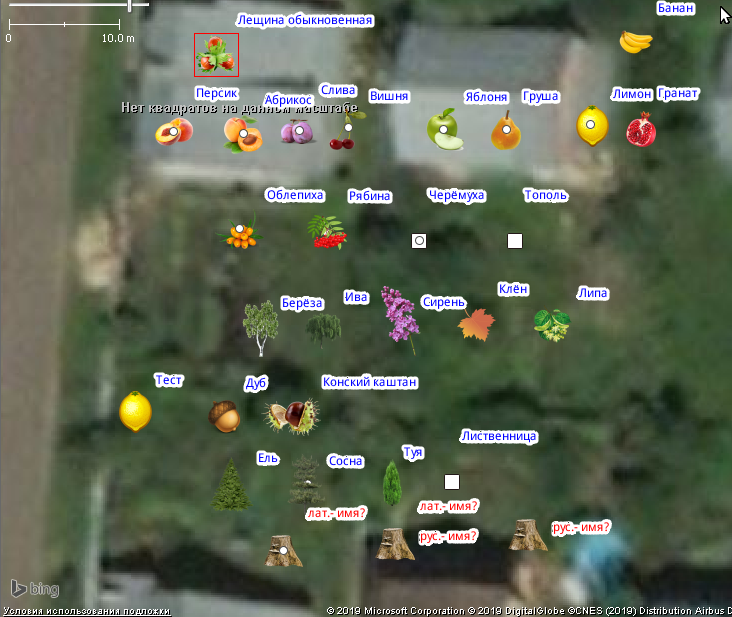 Банан
Лещина обыкновенная
0 10.0 m
Персик Абрикос Слива Вишня Яблоня Груша Лимон Гранат
Нет квадратов на данном масштабе
Облепиха Рябина Черёмуха Тополь
Берёза Ива Сирень Клён Липа
Тест Дуб Конский каштан
Ель Сосна Туя Лиственница
лат.- имя? лат.- имя?
рус.- имя? рус.- имя?
bing
Условия использования подложки
© 2019 Microsoft Corporation © 2019 DigitalGlobe ©CNES (2019) Distribution Airbus D